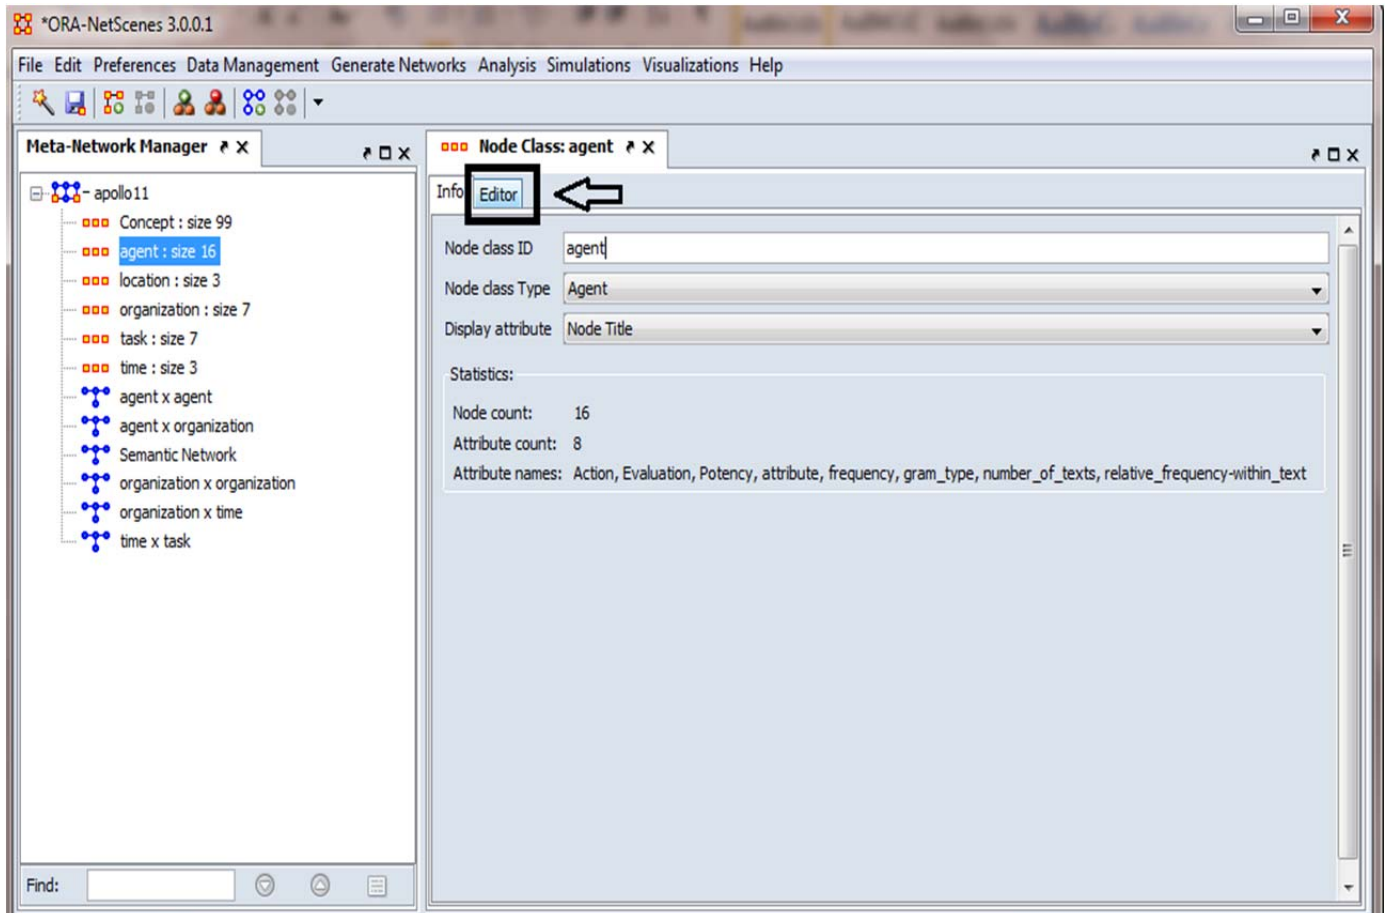 *ORA-NetScenes 3.0.0.1
File Edit Preferences Data Management Generate Networks Analysis Simulations Visualizations Help
Meta-Network Manager
apollo11
Concept : size 99
agent : size 16
location : size 3
organization : size 7
task : size 7
time : size 3
agent x agent
agent x organization
Semantic Network
organization x organization
organization x time
time x task
Find:
Node Class: agent
Info Editor
Node class ID agent
Node class Type Agent
Display attribute Node Title
Statistics:
Node count: 16
Attribute count: 8
Attribute names: Action, Evaluation, Potency, attribute, frequency, gram_type, number_of_texts, relative_frequency-within_text